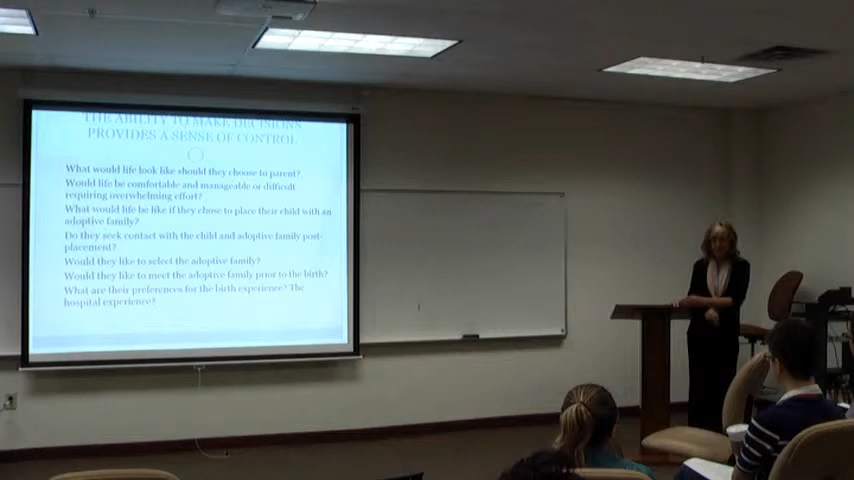 THE ABILITY TO MAKE DECISIONS
PROVIDES A SENSE OF CONTROL
What would life look like should they choose to parent?
Would life be comfortable and manageable or difficult
requiring overwhelming effort?
What would life be like if they chose to place their child with an
adoptive family?
Do they seek contact with the child and adoptive family post-
placement?
Would they like to select the adoptive family?
Would they like to meet the adoptive family prior to the birth?
What are their preferences for the birth experience? The
hospital experience?